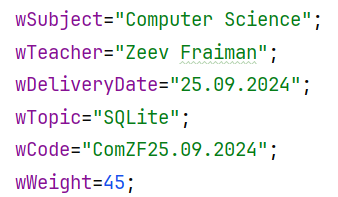 wSubject="Computer Science";
wTeacher="Zeev Fraiman";
wDeliveryDate="25.09.2024";
wTopic="SQLite";
wCode="ComZF25.09.2024";
wWeight=45;